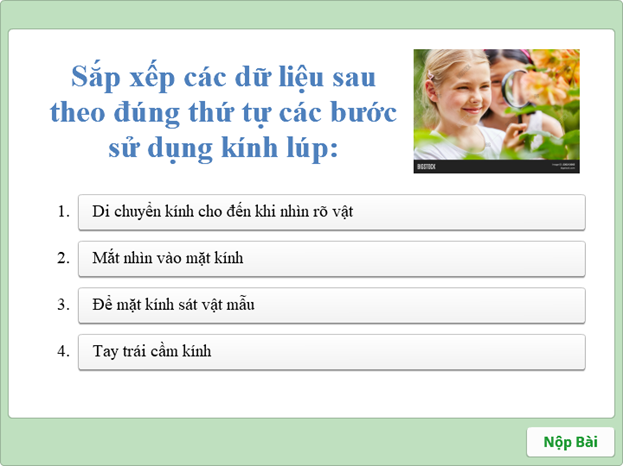 Sắp xếp các dữ liệu sau
theo đúng thứ tự các bước
sử dụng kính lúp:
BIGSTOCK
1. Di chuyển kính cho đến khi nhìn rõ vật
2. Mắt nhìn vào mặt kính
3. Để mặt kính sát vật mẫu
4. Tay trái cầm kính
Nộp Bài